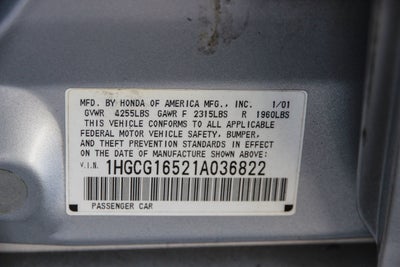 MFD. BY HONDA OF AMERICA MFG., INC. 1/01
GVWR 4255LBS GAWR F 2315LBS R 1960LBS
THIS VEHICLE CONFORMS TO ALL APPLICABLE
FEDERAL MOTOR VEHICLE SAFETY, BUMPER,
AND THEFT PREVENTION STANDARDS IN EFFECT
ON THE DATE OF MANUFACTURE SHOWN ABOVE.
V.I.N. 1HGCG16521A036822
PASSENGER CAR